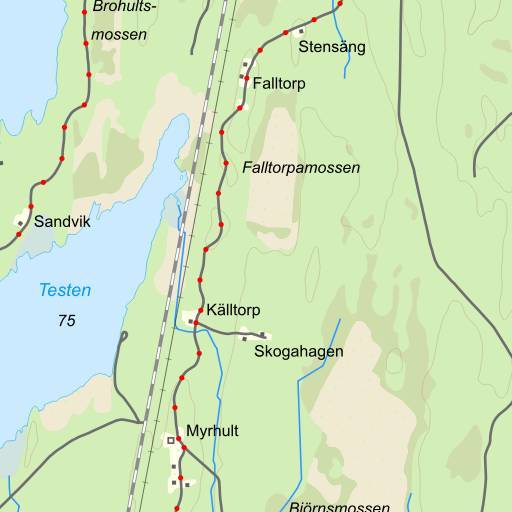 Brohults-
mossen
Stensäng
Falltorp
Falltorpamossen
Sandvik
Testen
75
Källtorp
Skogahagen
Myrhult
Björnsmossen